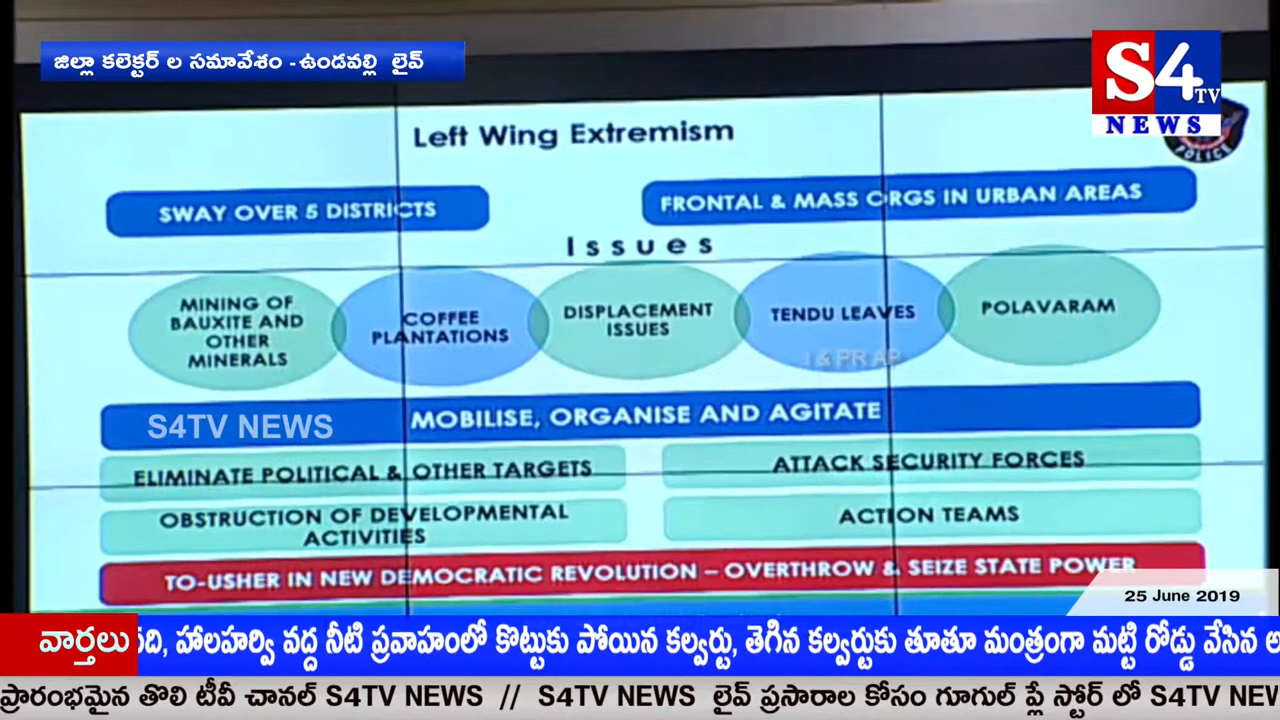 జిల్లా కలెక్టర్ ల సమావేశం -ఉండవల్లి లైవ్
S4
TV
NEWS
POLICE
Left Wing Extremism
SWAY OVER 5 DISTRICTS
FRONTAL & MASS ORGS IN URBAN AREAS
Issues
MINING OF
BAUXITE AND
OTHER
MINERALS
COFFEE
PLANTATIONS
DISPLACEMENT
ISSUES
TENDU LEAVES
POLAVARAM
I & PR AP
S4TV NEWS
MOBILISE, ORGANISE AND AGITATE
ELIMINATE POLITICAL & OTHER TARGETS
ATTACK SECURITY FORCES
OBSTRUCTION OF DEVELOPMENTAL
ACTIVITIES
ACTION TEAMS
TO-USHER IN NEW DEMOCRATIC REVOLUTION – OVERTHROW & SEIZE STATE POWER
25 June 2019
వార్తలు
హాలహర్వి వద్ద నీటి ప్రవాహంలో కొట్టుకు పోయిన కల్వర్టు, తెగిన కల్వర్టుకు తూతూ మంత్రంగా మట్టి రోడ్డు వేసిన
ప్రారంభమైన తొలి టీవీ చానల్ S4TV NEWS // S4TV NEWS లైవ్ ప్రసారాల కోసం గూగుల్ ప్లే స్టోర్ లో S4TV